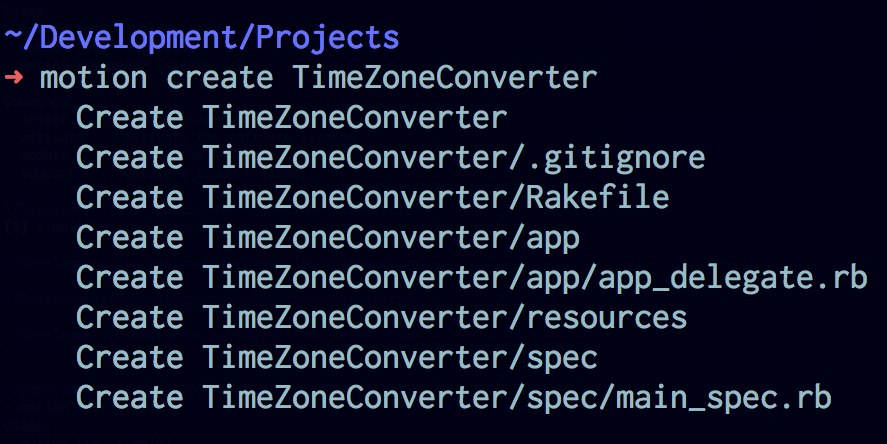 ~/Development/Projects
→ motion create TimeZoneConverter
Create TimeZoneConverter
Create TimeZoneConverter/.gitignore
Create TimeZoneConverter/Rakefile
Create TimeZoneConverter/app
Create TimeZoneConverter/app/app_delegate.rb
Create TimeZoneConverter/resources
Create TimeZoneConverter/spec
Create TimeZoneConverter/spec/main_spec.rb